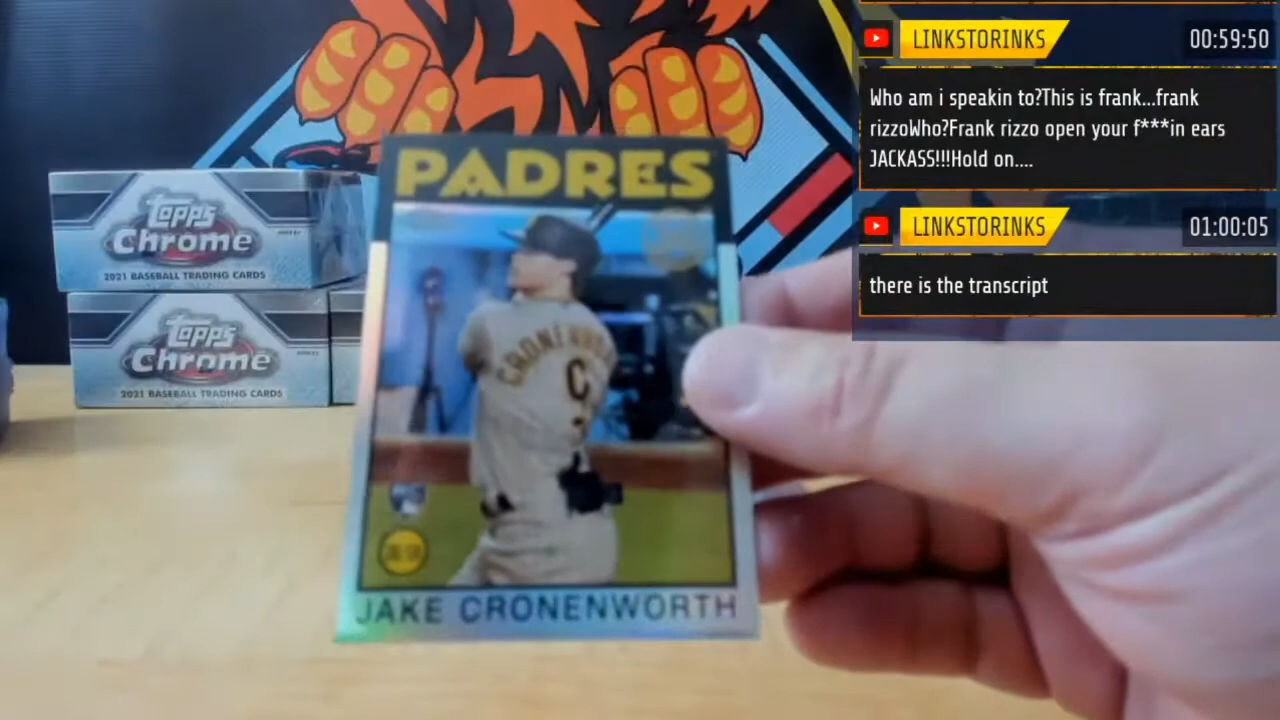 LINKSTORINKS 00:59:50
Who am i speakin to?This is frank...frank
rizzoWho?Frank rizzo open your f***in ears
JACKASS!!!Hold on....
LINKSTORINKS 01:00:05
there is the transcript
PADRES
CRONENWO
JAKE CRONENWORTH
Topps
Chrome
2021 BASEBALL TRADING CARDS
Topps
Chrome
2021 BASEBALL TRADING CARDS